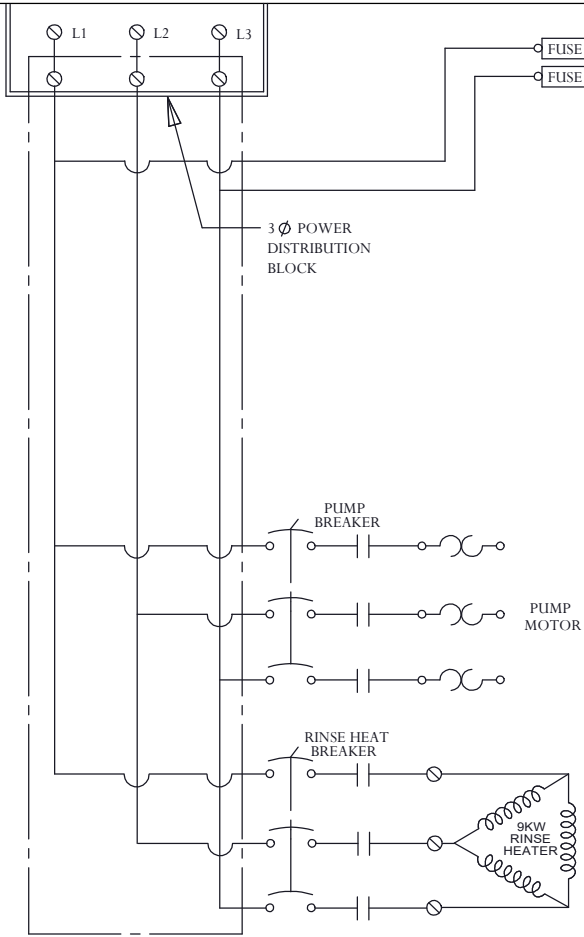 L1 L2 L3
FUSE
FUSE
3 Ø POWER
DISTRIBUTION
BLOCK
PUMP
BREAKER
PUMP
MOTOR
RINSE HEAT
BREAKER
9KW
RINSE
HEATER